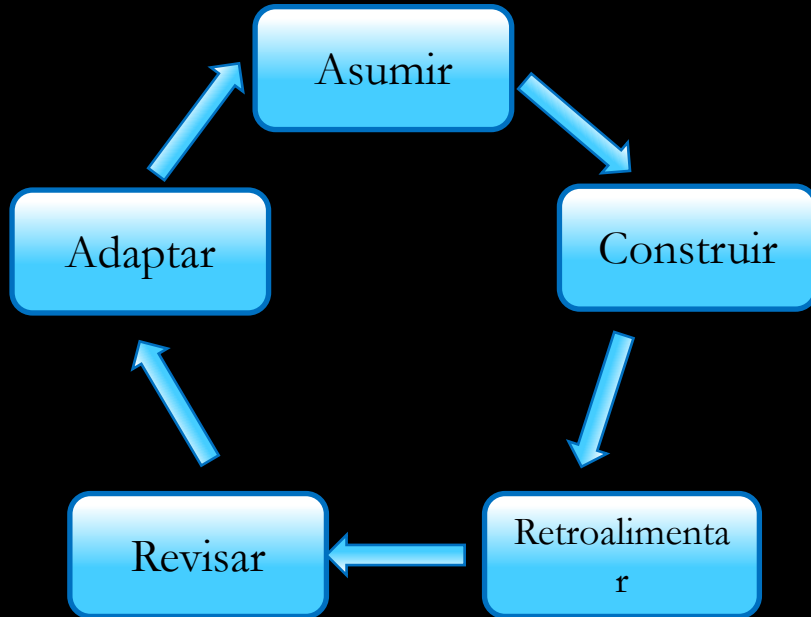 Asumir
Construir
Retroalimenta
r
Revisar
Adaptar